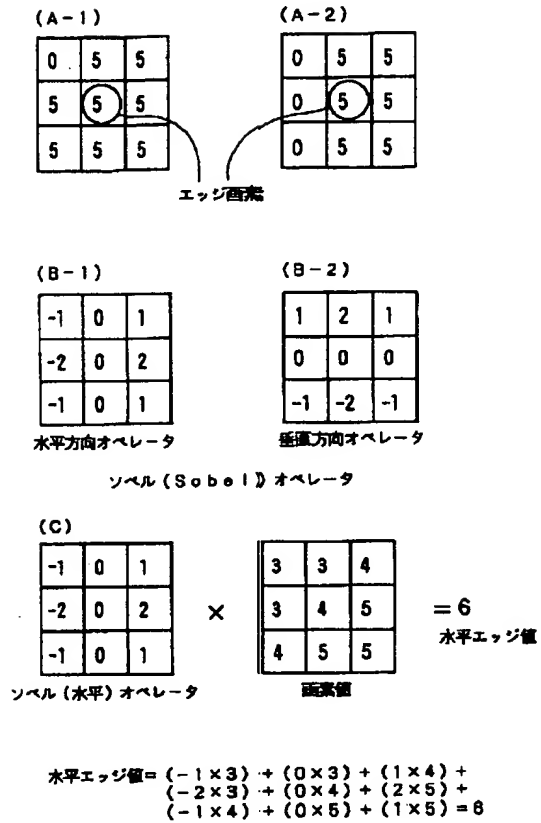 (A-1) (A-2)
0 5 5 0 5 5
5 5 5 0 5 5
5 5 5 0 5 5
エッジ画素
(B-1) (B-2)
-1 0 1 1 2 1
-2 0 2 0 0 0
-1 0 1 -1 -2 -1
水平方向オペレータ 垂直方向オペレータ
ソベル(Sobel)オペレータ
(C)
-1 0 1 3 3 4
-2 0 2 × 3 4 5 =6
-1 0 1 4 5 5 水平エッジ値
ソベル(水平)オペレータ 画素値
水平エッジ値= (-1×3) + (0×3) + (1×4) +
(-2×3) + (0×4) + (2×5) +
(-1×4) + (0×5) + (1×5) =6